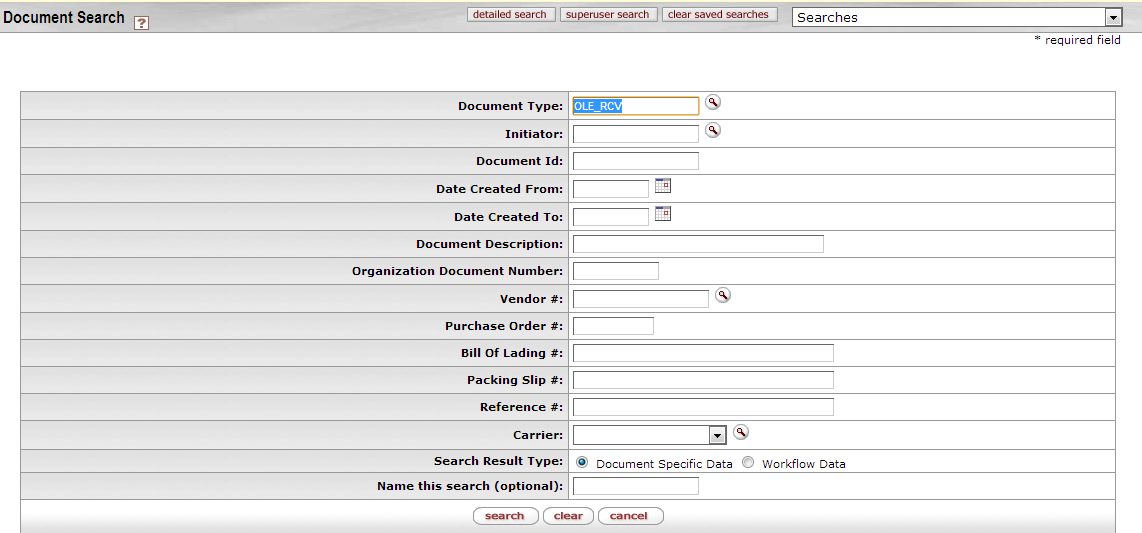 Document Search ?
detailed search superuser search clear saved searches Searches
* required field
Document Type: OLE_RCV
Initiator:
Document Id:
Date Created From:
Date Created To:
Document Description:
Organization Document Number:
Vendor #:
Purchase Order #:
Bill Of Lading #:
Packing Slip #:
Reference #:
Carrier:
Search Result Type: Document Specific Data Workflow Data
Name this search (optional):
search clear cancel